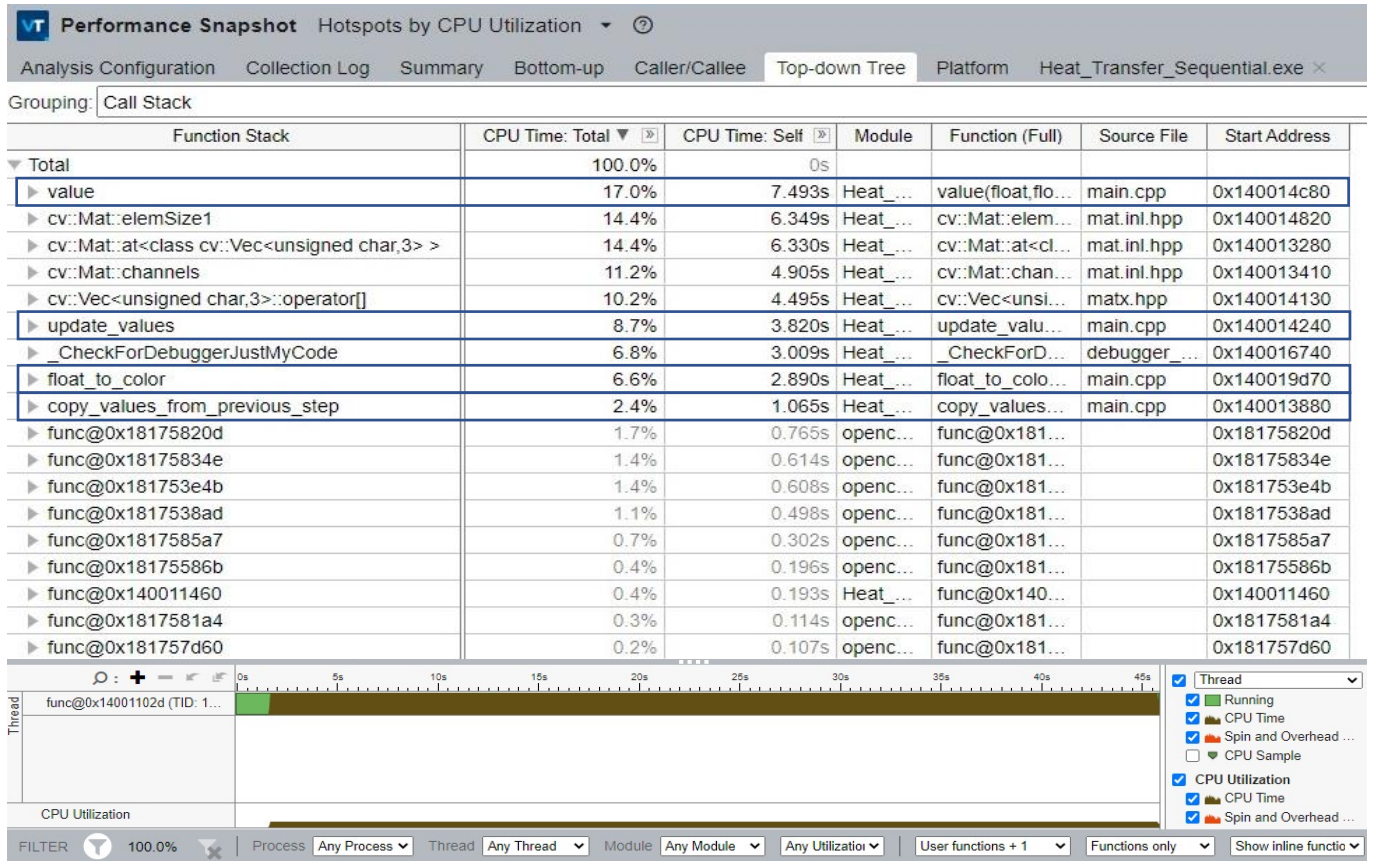 VT Performance Snapshot Hotspots by CPU Utilization ?
Analysis Configuration Collection Log Summary Bottom-up Caller/Callee Top-down Tree Platform Heat_Transfer_Sequential.exe ×
Grouping: Call Stack
Function Stack CPU Time: Total ▼ » CPU Time: Self » Module Function (Full) Source File Start Address
Total 100.0% 0s
value 17.0% 7.493s Heat_... value(float,flo... main.cpp 0x140014c80
cv::Mat::elemSize1 14.4% 6.349s Heat_... cv::Mat::elem... mat.inl.hpp 0x140014820
cv::Mat::at<class cv::Vec<unsigned char,3> > 14.4% 6.330s Heat_... cv::Mat::at<cl... mat.inl.hpp 0x140013280
cv::Mat::channels 11.2% 4.905s Heat_... cv::Mat::chan... mat.inl.hpp 0x140013410
cv::Vec<unsigned char,3>::operator[] 10.2% 4.495s Heat_... cv::Vec<unsi... matx.hpp 0x140014130
update_values 8.7% 3.820s Heat_... update_valu... main.cpp 0x140014240
_CheckForDebuggerJustMyCode 6.8% 3.009s Heat_... _CheckForD... debugger_... 0x140016740
float_to_color 6.6% 2.890s Heat_... float_to_colo... main.cpp 0x140019d70
copy_values_from_previous_step 2.4% 1.065s Heat_... copy_values... main.cpp 0x140013880
func@0x18175820d 1.7% 0.765s openc... func@0x181... 0x18175820d
func@0x18175834e 1.4% 0.614s openc... func@0x181... 0x18175834e
func@0x181753e4b 1.4% 0.608s openc... func@0x181... 0x181753e4b
func@0x1817538ad 1.1% 0.498s openc... func@0x181... 0x1817538ad
func@0x1817585a7 0.7% 0.302s openc... func@0x181... 0x1817585a7
func@0x18175586b 0.4% 0.196s openc... func@0x181... 0x18175586b
func@0x140011460 0.4% 0.193s Heat_... func@0x140... 0x140011460
func@0x1817581a4 0.3% 0.114s openc... func@0x181... 0x1817581a4
func@0x181757d60 0.2% 0.107s openc... func@0x181... 0x181757d60
0s 5s 10s 15s 20s 25s 30s 35s 40s 45s
Thread
func@0x14001102d (TID: 1...
CPU Utilization
Thread
Running
CPU Time
Spin and Overhead ...
CPU Sample
CPU Utilization
CPU Time
Spin and Overhead ...
FILTER 100.0% Process Any Process Thread Any Thread Module Any Module Any Utilization User functions + 1 Functions only Show inline functio